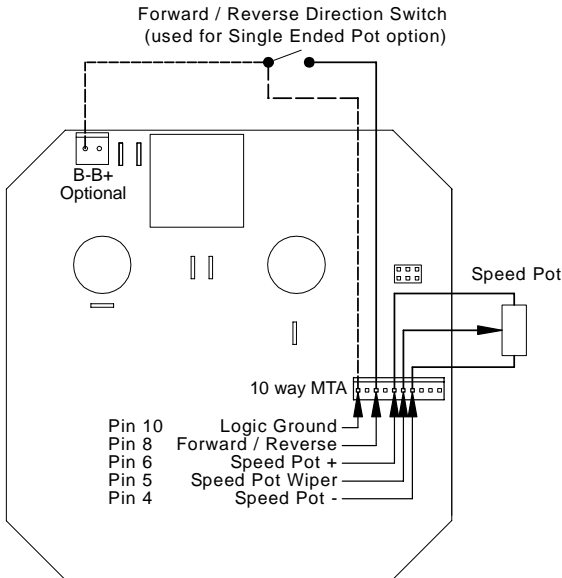 Forward / Reverse Direction Switch
(used for Single Ended Pot option)
B-B+
Optional
Speed Pot
10 way MTA
Pin 10 Logic Ground
Pin 8 Forward / Reverse
Pin 6 Speed Pot +
Pin 5 Speed Pot Wiper
Pin 4 Speed Pot -